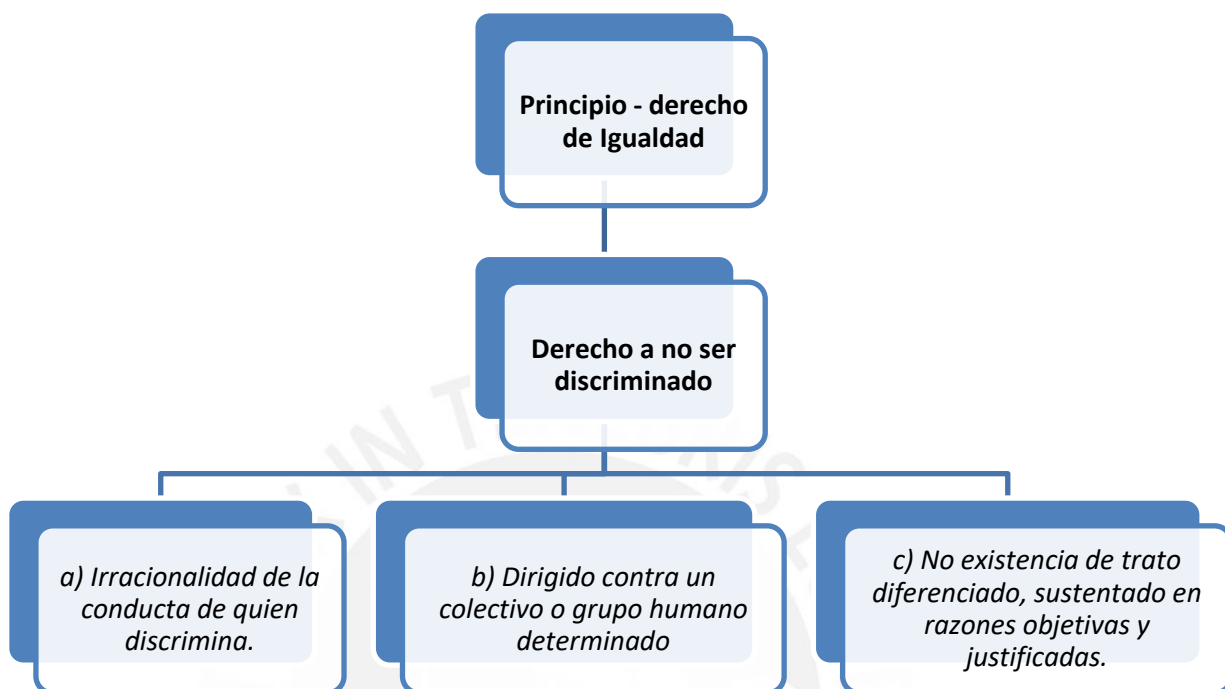 Principio - derecho
de Igualdad
Derecho a no ser
discriminado
a) Irracionalidad de la
conducta de quien
discrimina.
b) Dirigido contra un
colectivo o grupo humano
determinado
c) No existencia de trato
diferenciado, sustentado en
razones objetivas y
justificadas.